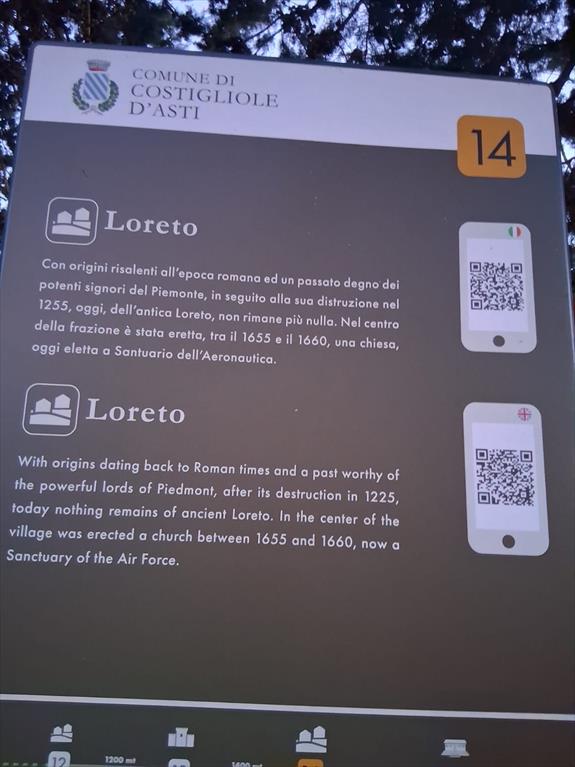 COMUNE DI
COSTIGLIOLE
D'ASTI
14
Loreto
Con origini risalenti all'epoca romana ed un passato degno dei
potenti signori del Piemonte, in seguito alla sua distruzione nel
1255, oggi, dell'antica Loreto, non rimane più nulla. Nel centro
della frazione è stata eretta, tra il 1655 e il 1660, una chiesa,
oggi eletta a Santuario dell'Aeronautica.
Loreto
With origins dating back to Roman times and a past worthy of
the powerful lords of Piedmont, after its destruction in 1225,
today nothing remains of ancient Loreto. In the center of the
village was erected a church between 1655 and 1660, now a
Sanctuary of the Air Force.
12 1200 mt